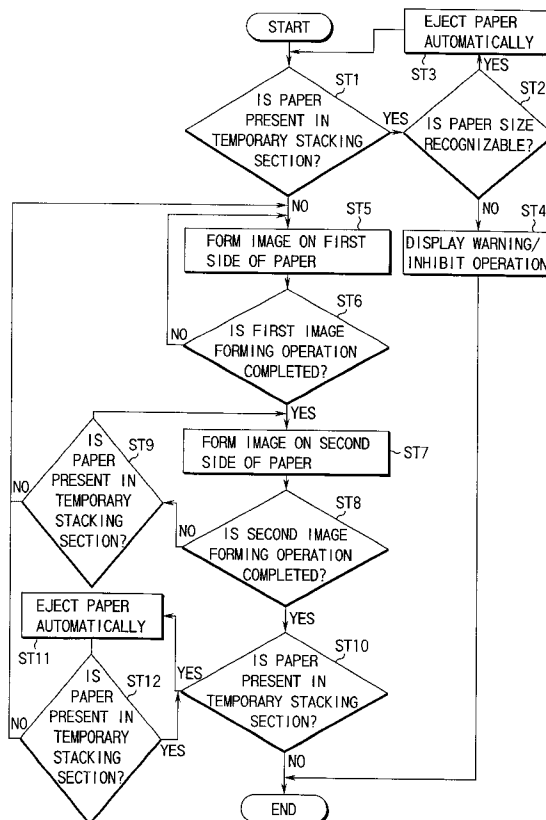 START
EJECT PAPER
AUTOMATICALLY
ST3
YES
ST2
ST1
IS PAPER
PRESENT IN
TEMPORARY STACKING
SECTION?
YES
IS PAPER SIZE
RECOGNIZABLE?
NO
NO
ST5
ST4
FORM IMAGE ON FIRST
SIDE OF PAPER
DISPLAY WARNING/
INHIBIT OPERATION
ST6
NO
IS FIRST IMAGE
FORMING OPERATION
COMPLETED?
YES
FORM IMAGE ON SECOND
SIDE OF PAPER
ST7
ST9
IS
PAPER
PRESENT IN
TEMPORARY
STACKING
SECTION?
NO
ST8
NO
IS SECOND IMAGE
FORMING OPERATION
COMPLETED?
YES
EJECT PAPER
AUTOMATICALLY
ST11
ST10
YES
IS PAPER
PRESENT IN
TEMPORARY STACKING
SECTION?
ST12
IS
PAPER
PRESENT IN
TEMPORARY
STACKING
SECTION?
NO
YES
NO
END